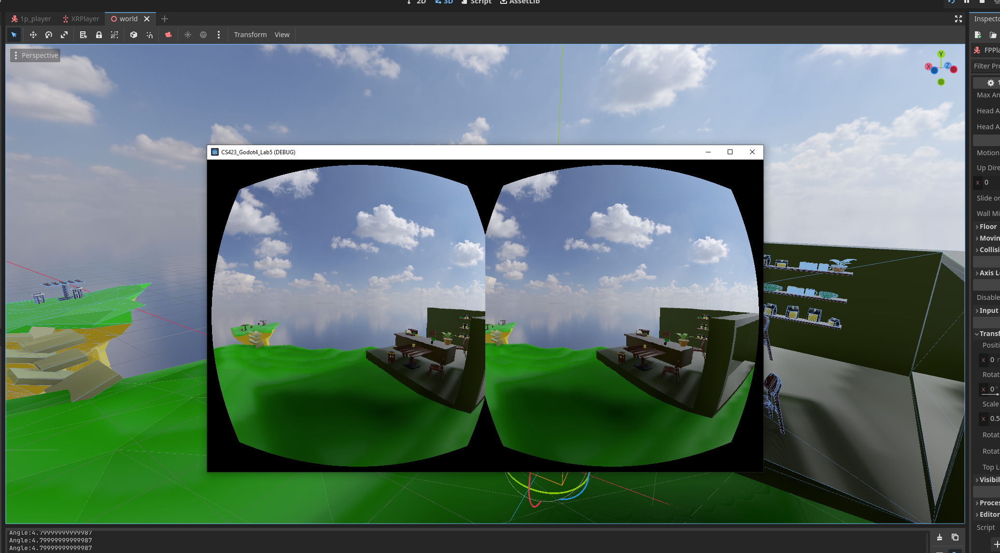 2D 3D Script AssetLib
1p_player XRPlayer world
Inspecto
Transform View
Perspective
Y
X Z
FPPla
Filter Pro
1
Max An
Head A
Head A
CS423_Godot4_Lab5 (DEBUG)
Motion
Up Dire
x 0
Slide or
Wall Mi
Floor
Movin
Collisi
Axis Lo
Disable
Input
Transf
Positi
x 0 m
Rotat
x 0°
Scale
x 0.5
Rotat
Rotat
Top L
Visibil
Proces
Editor
Script
Angle:4.79999999999987
Angle:4.79999999999987
Angle:4.79999999999987